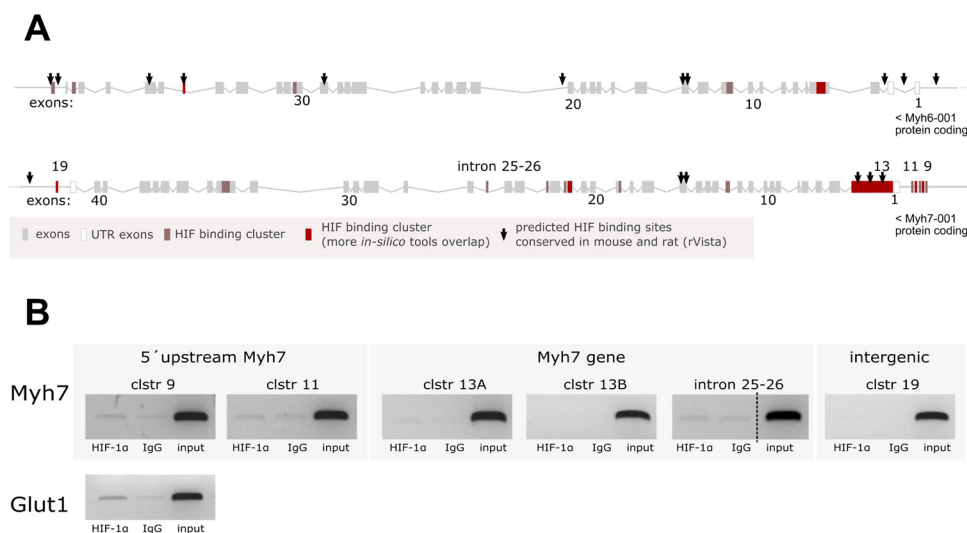 A
exons:
30
20
10
1
< Myh6-001
protein coding
19
intron 25-26
13
11 9
exons:
40
30
20
10
1
< Myh7-001
protein coding
exons
UTR exons
HIF binding cluster
HIF binding cluster
(more in-silico tools overlap)
predicted HIF binding sites
conserved in mouse and rat (rVista)
B
5´upstream Myh7
Myh7 gene
intergenic
Myh7
clstr 9
clstr 11
clstr 13A
clstr 13B
intron 25-26
clstr 19
HIF-1α IgG input
HIF-1α IgG input
HIF-1α IgG input
HIF-1α IgG input
HIF-1α IgG input
HIF-1α IgG input
Glut1
HIF-1α IgG input